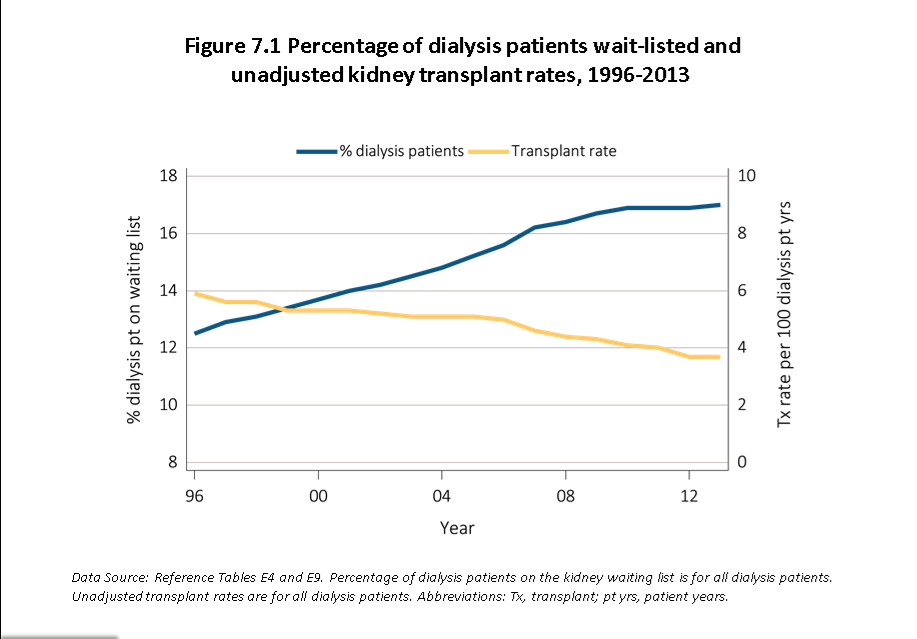 Figure 7.1 Percentage of dialysis patients wait-listed and
unadjusted kidney transplant rates, 1996-2013
% dialysis patients
Transplant rate
18
16
14
12
10
8
% dialysis pt on waiting list
10
8
6
4
2
0
Tx rate per 100 dialysis pt yrs
96
00
04
08
12
Year
Data Source: Reference Tables E4 and E9. Percentage of dialysis patients on the kidney waiting list is for all dialysis patients.
Unadjusted transplant rates are for all dialysis patients. Abbreviations: Tx, transplant; pt yrs, patient years.